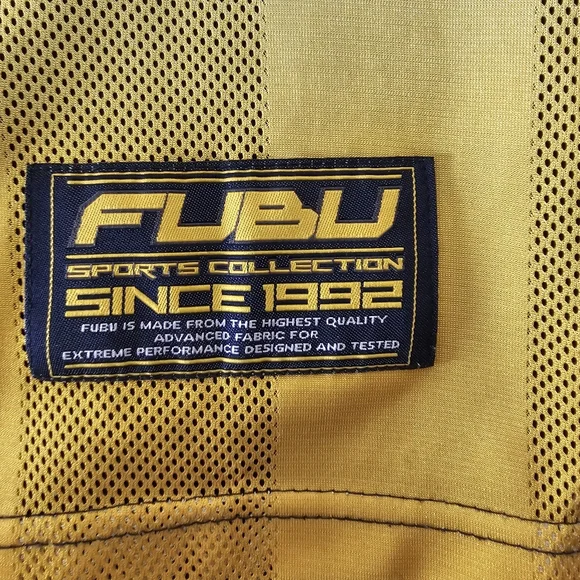 FUBU
SPORTS COLLECTION
SINCE 1992
FUBU IS MADE FROM THE HIGHEST QUALITY
ADVANCED FABRIC FOR
EXTREME PERFORMANCE DESIGNED AND TESTED